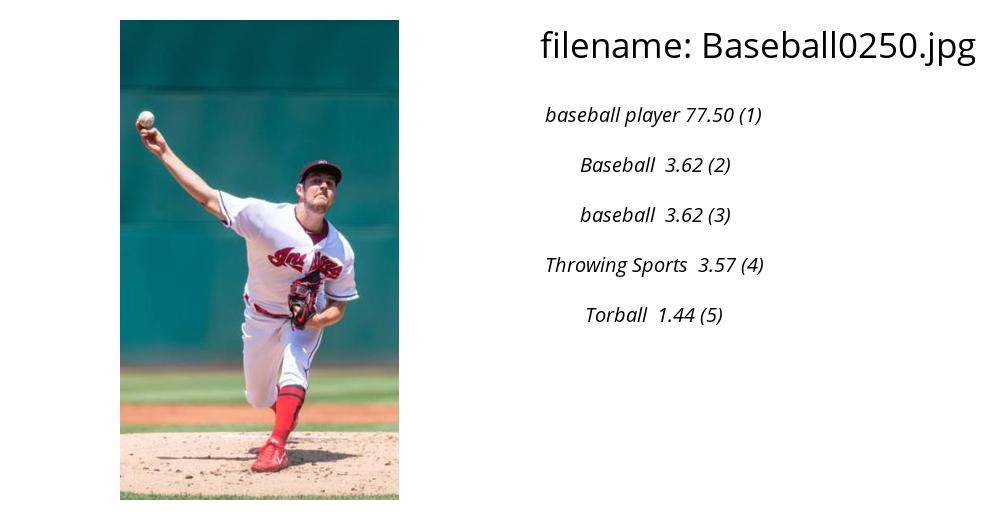 filename: Baseball0250.jpg
baseball player 77.50 (1)
Baseball 3.62 (2)
baseball 3.62 (3)
Throwing Sports 3.57 (4)
Torball 1.44 (5)
Indians